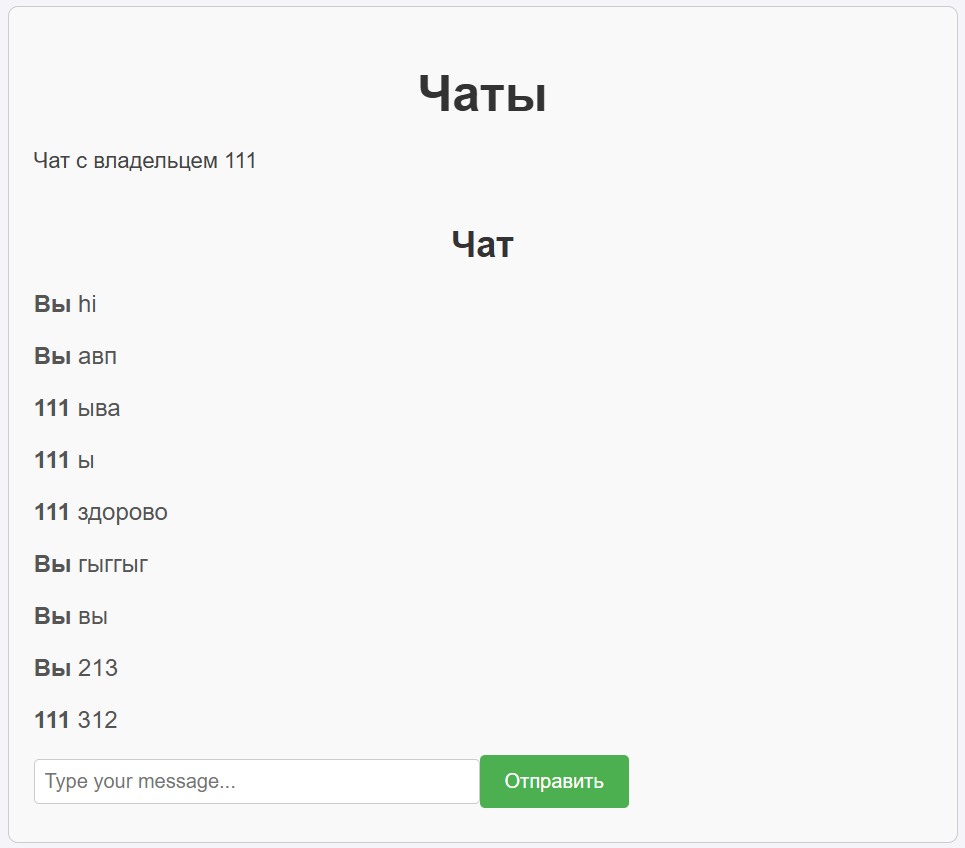 Чаты
Чат с владельцем 111
Чат
Вы hi
Вы авп
111 ыва
111 ы
111 здорово
Вы гыггыг
Вы вы
Вы 213
111 312
Type your message...
Отправить